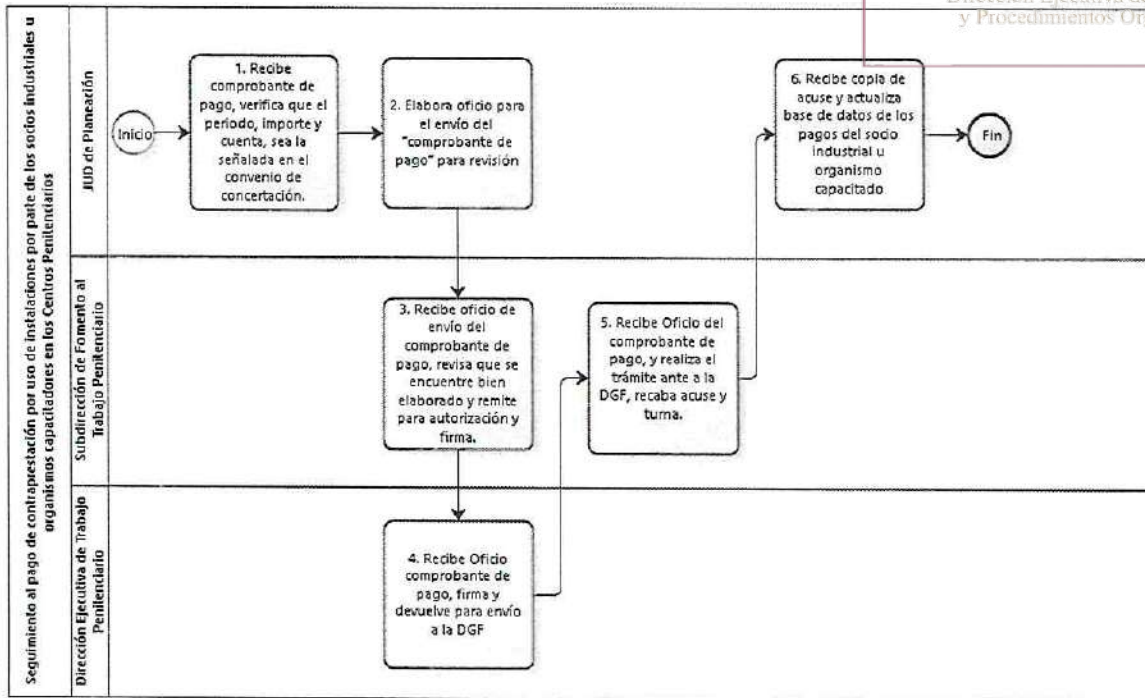 y Procedimientos
Seguimiento al pago de contraprestación por uso de instalaciones por parte de los socios industriales u
organismos capacitadores en los Centros Penitenciarios
JUD de Planeación
Inicio
1. Recibe
comprobante de
pago, verifica que el
periodo, importe y
cuenta, sea la
señalada en el
convenio de
concertación.
2. Elabora oficio para
el envío del
"comprobante de
pago" para revisión
6. Recibe copia de
acuse y actualiza
base de datos de los
pagos del socio
industrial u
organismo
capacitado
Fin
Subdirección de Fomento al
Trabajo Penitenciario
3. Recibe oficio de
envío del
comprobante de
pago, revisa que se
encuentre bien
elaborado y remite
para autorización y
firma.
5. Recibe Oficio del
comprobante de
pago, y realiza el
trámite ante a la
DGF, recaba acuse y
turna.
Dirección Ejecutiva de Trabajo
Penitenciario
4. Recibe Oficio
comprobante de
pago, firma y
devuelve para envío
a la DGF